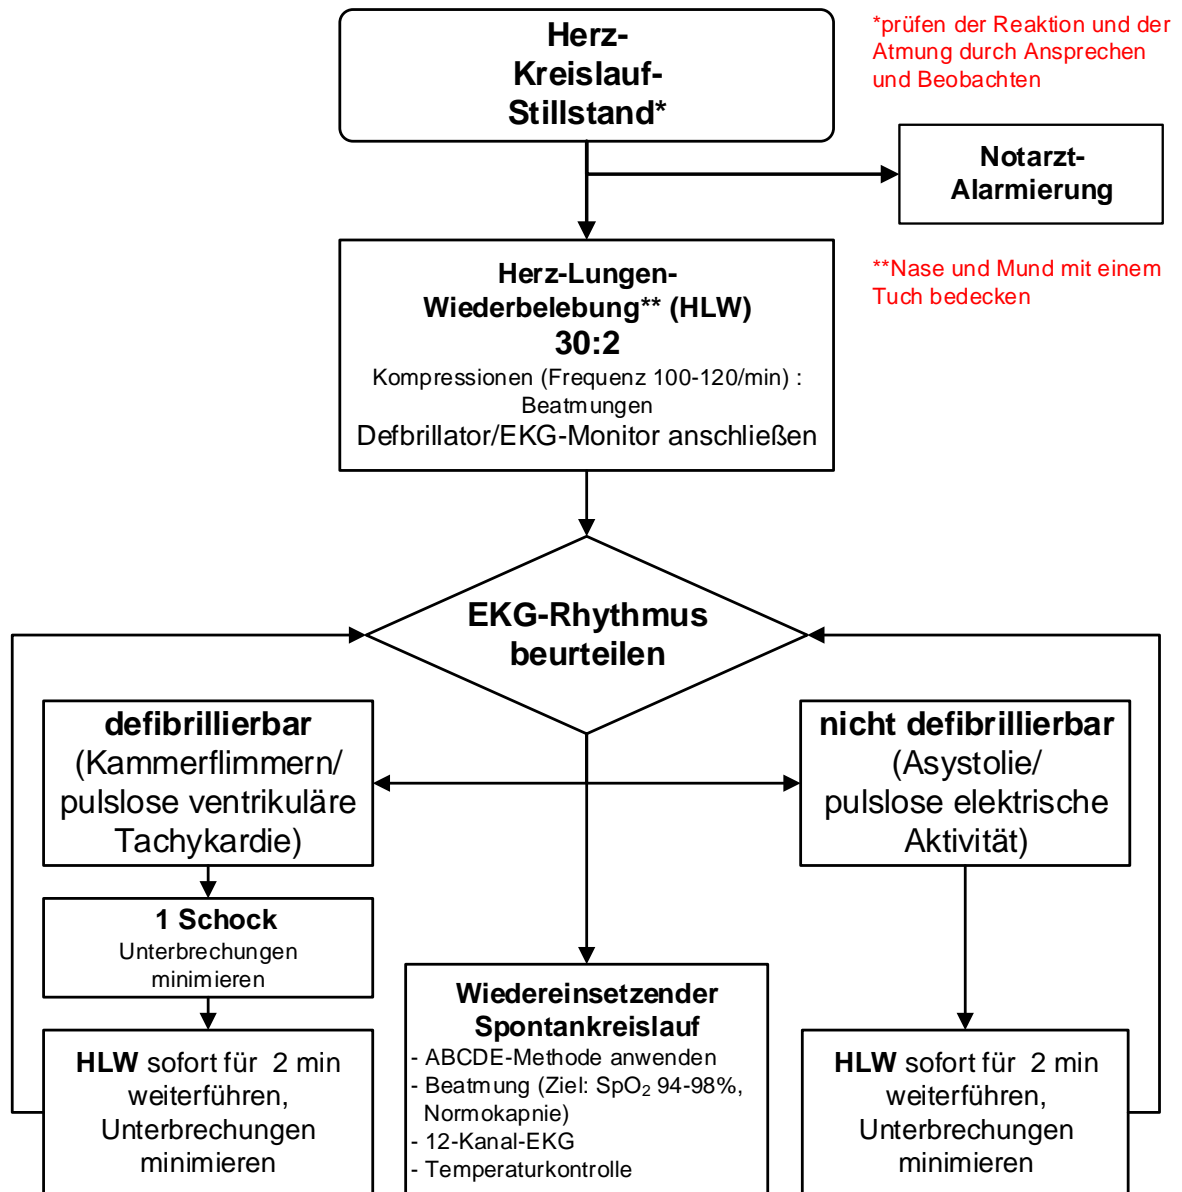 Herz-
Kreislauf-
Stillstand*
*prüfen der Reaktion und der
Atmung durch Ansprechen
und Beobachten
Notarzt-
Alarmierung
Herz-Lungen-
Wiederbelebung** (HLW)
30:2
Kompressionen (Frequenz 100-120/min) :
Beatmungen
Defbrillator/EKG-Monitor anschließen
**Nase und Mund mit einem
Tuch bedecken
EKG-Rhythmus
beurteilen
defibrillierbar
(Kammerflimmern/
pulslose ventrikuläre
Tachykardie)
nicht defibrillierbar
(Asystolie/
pulslose elektrische
Aktivität)
1 Schock
Unterbrechungen
minimieren
HLW sofort für 2 min
weiterführen,
Unterbrechungen
minimieren
Wiedereinsetzender
Spontankreislauf
- ABCDE-Methode anwenden
- Beatmung (Ziel: SpO₂ 94-98%,
Normokapnie)
- 12-Kanal-EKG
- Temperaturkontrolle
HLW sofort für 2 min
weiterführen,
Unterbrechungen
minimieren